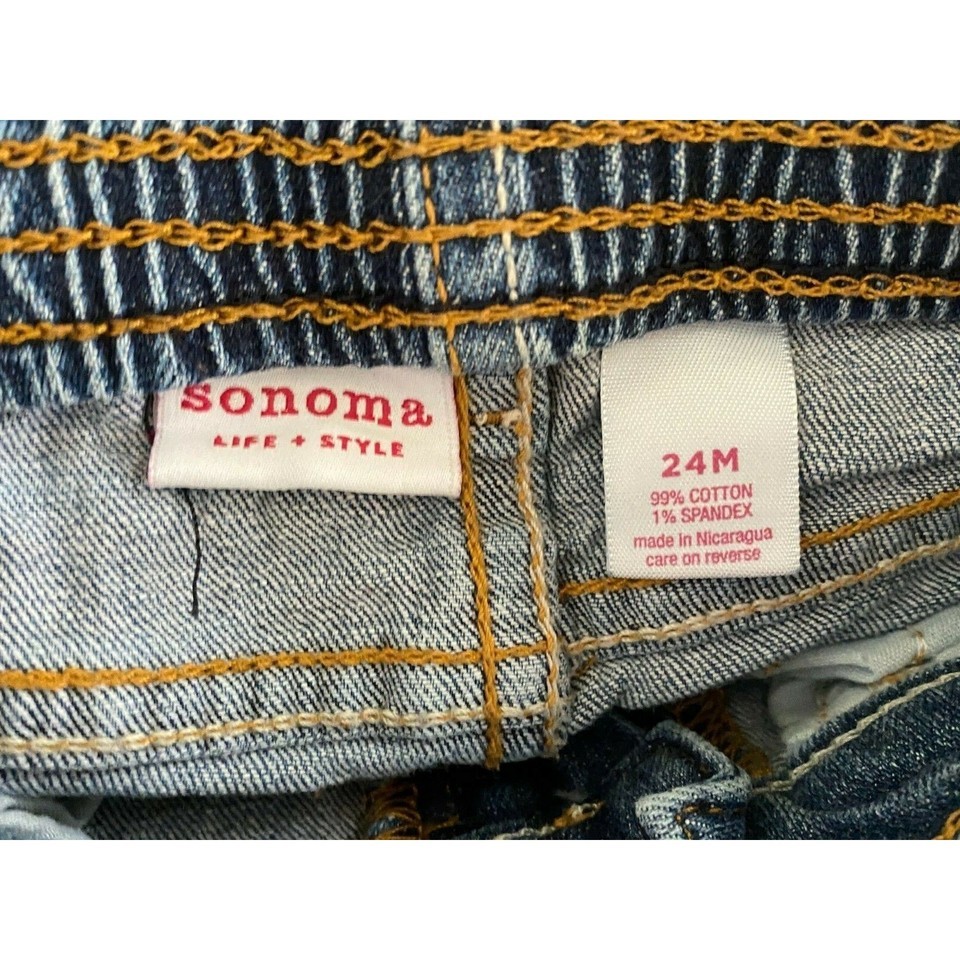 sonoma
LIFE + STYLE
24M
99% COTTON
1% SPANDEX
made in Nicaragua
care on reverse